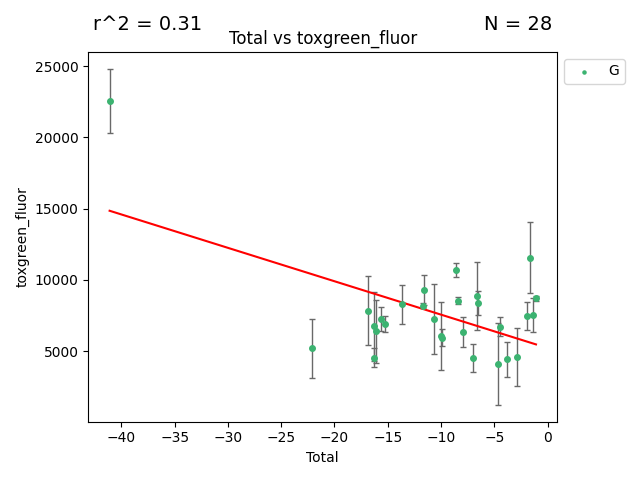 r^2 = 0.31
N = 28
Total vs toxgreen_fluor
G
25000
20000
15000
10000
5000
toxgreen_fluor
−40
−35
−30
−25
−20
−15
−10
−5
0
Total